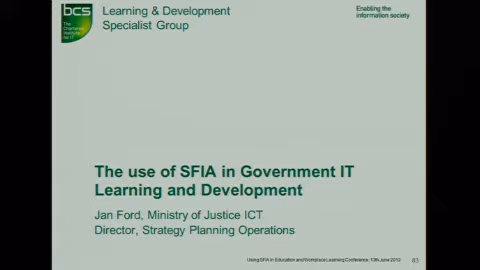 bcs
The Chartered Institute for IT
Learning & Development
Specialist Group
Enabling the
information society
The use of SFIA in Government IT
Learning and Development
Jan Ford, Ministry of Justice ICT
Director, Strategy Planning Operations
Using SFIA in Education and Workplace Learning Conference, 13th June 2012